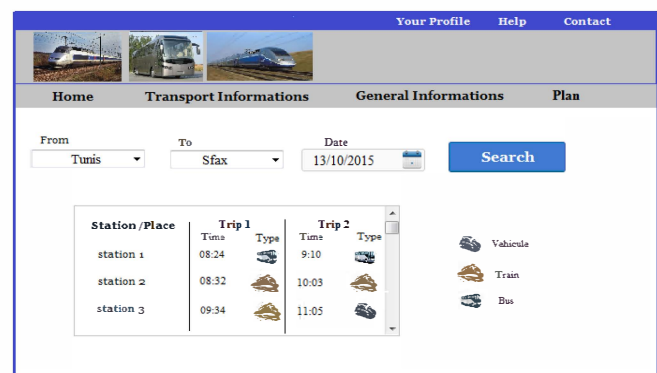 Your Profile Help Contact
Home Transport Informations General Informations Plan
From To Date
Tunis Sfax 13/10/2015 Search
Station /Place Trip 1 Trip 2
Time Type Time Type
station 1 08:24 9:10
station 2 08:32 10:03
station 3 09:34 11:05
Vahicule
Train
Bus